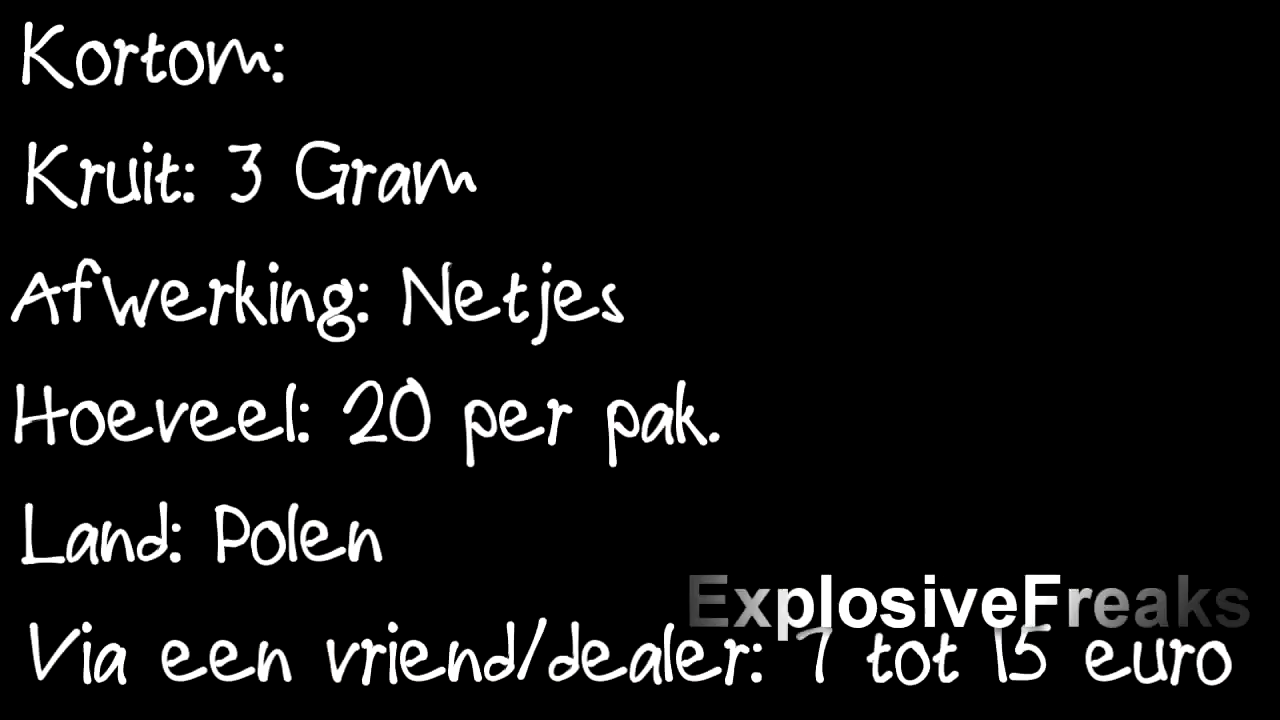 Kortom:
Kruit: 3 Gram
Afwerking: Netjes
Hoeveel: 20 per pak.
Land: Polen
ExplosiveFreaks
Via een vriend/dealer: 7 tot 15 euro